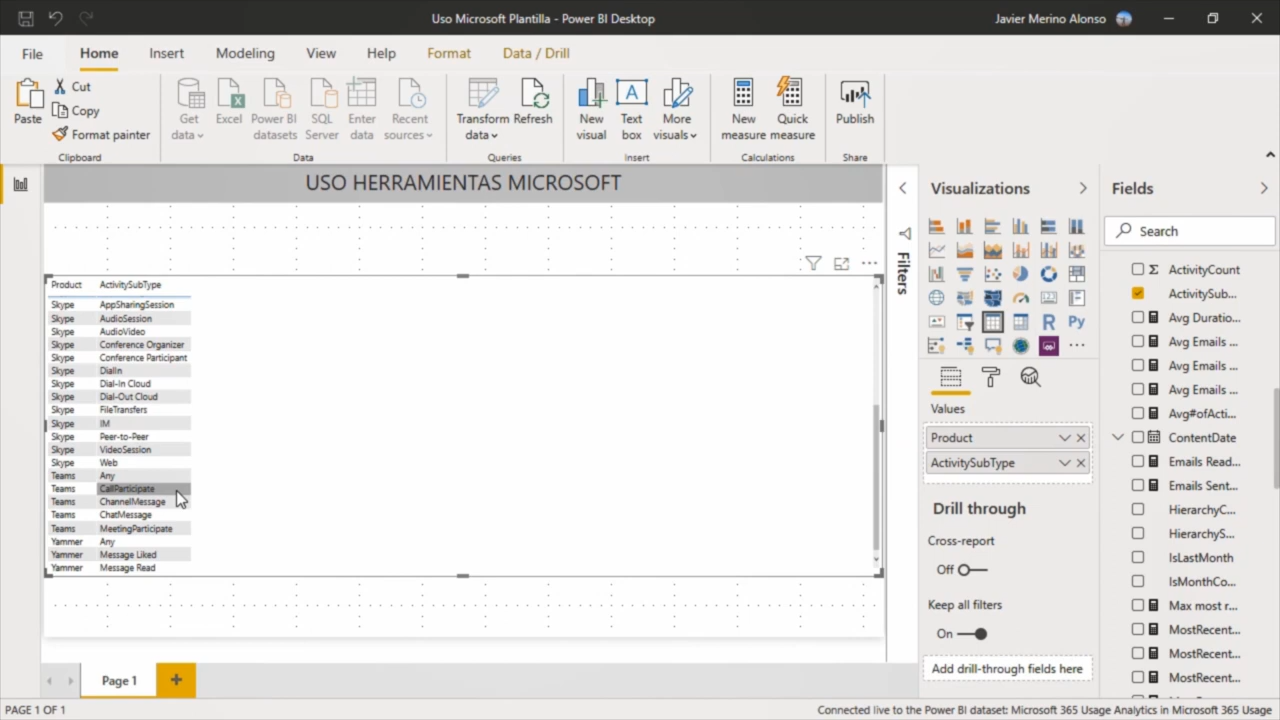 Uso Microsoft Plantilla - Power BI Desktop
Javier Merino Alonso
File Home Insert Modeling View Help Format Data / Drill
Paste
Cut
Copy
Format painter
Clipboard
Get data
Excel
Power BI datasets
SQL Server
Enter data
Recent sources
Data
Transform data
Refresh
Queries
New visual
Text box
More visuals
Insert
New measure
Quick measure
Calculations
Publish
Share
USO HERRAMIENTAS MICROSOFT
Product ActivitySubType
Skype AppSharingSession
Skype AudioSession
Skype AudioVideo
Skype Conference Organizer
Skype Conference Participant
Skype DialIn
Skype Dial-In Cloud
Skype Dial-Out Cloud
Skype FileTransfers
Skype IM
Skype Peer-to-Peer
Skype VideoSession
Skype Web
Teams Any
Teams CallParticipate
Teams ChannelMessage
Teams ChatMessage
Teams MeetingParticipate
Yammer Any
Yammer Message Liked
Yammer Message Read
Filters
Visualizations
R Py
Values
Product
ActivitySubType
Drill through
Cross-report
Off
Keep all filters
On
Add drill-through fields here
Fields
Search
ActivityCount
ActivitySub...
Avg Duratio...
Avg Emails ...
Avg Emails ...
Avg Emails ...
Avg#ofActi...
ContentDate
Emails Read...
Emails Sent...
HierarchyC...
HierarchyS...
IsLastMonth
IsMonthCo...
Max most r...
MostRecent...
MostRecent...
MostRecent...
Page 1
PAGE 1 OF 1
Connected live to the Power BI dataset: Microsoft 365 Usage Analytics in Microsoft 365 Usage